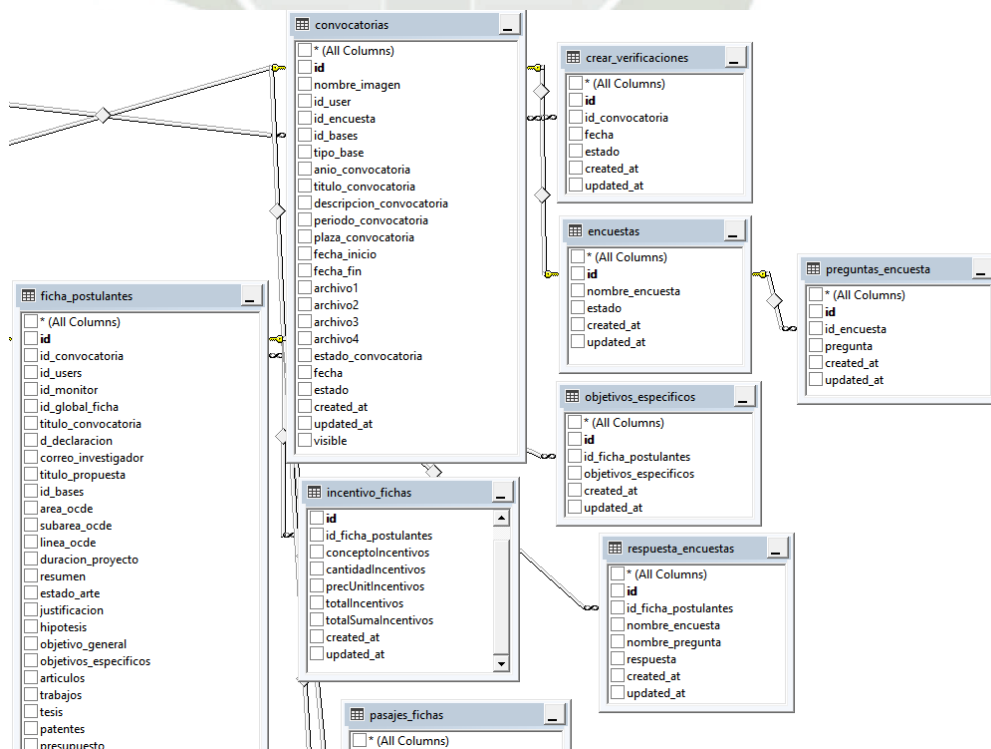 convocatorias
* (All Columns)
id
nombre_imagen
id_user
id_encuesta
id_bases
tipo_base
anio_convocatoria
titulo_convocatoria
descripcion_convocatoria
periodo_convocatoria
plaza_convocatoria
fecha_inicio
fecha_fin
archivo1
archivo2
archivo3
archivo4
estado_convocatoria
fecha
estado
created_at
updated_at
visible
crear_verificaciones
* (All Columns)
id
id_convocatoria
fecha
estado
created_at
updated_at
encuestas
* (All Columns)
id
nombre_encuesta
estado
created_at
updated_at
preguntas_encuesta
* (All Columns)
id
id_encuesta
pregunta
created_at
updated_at
ficha_postulantes
* (All Columns)
id
id_convocatoria
id_users
id_monitor
id_global_ficha
titulo_convocatoria
d_declaracion
correo_investigador
titulo_propuesta
id_bases
area_ocde
subarea_ocde
linea_ocde
duracion_proyecto
resumen
estado_arte
justificacion
hipotesis
objetivo_general
objetivos_especificos
articulos
trabajos
tesis
patentes
presupuesto
objetivos_especificos
* (All Columns)
id
id_ficha_postulantes
objetivos_especificos
created_at
updated_at
incentivo_fichas
id
id_ficha_postulantes
conceptoIncentivos
cantidadIncentivos
precUnitIncentivos
totalIncentivos
totalSumaIncentivos
created_at
updated_at
respuesta_encuestas
* (All Columns)
id
id_ficha_postulantes
nombre_encuesta
nombre_pregunta
respuesta
created_at
updated_at
pasajes_fichas
* (All Columns)